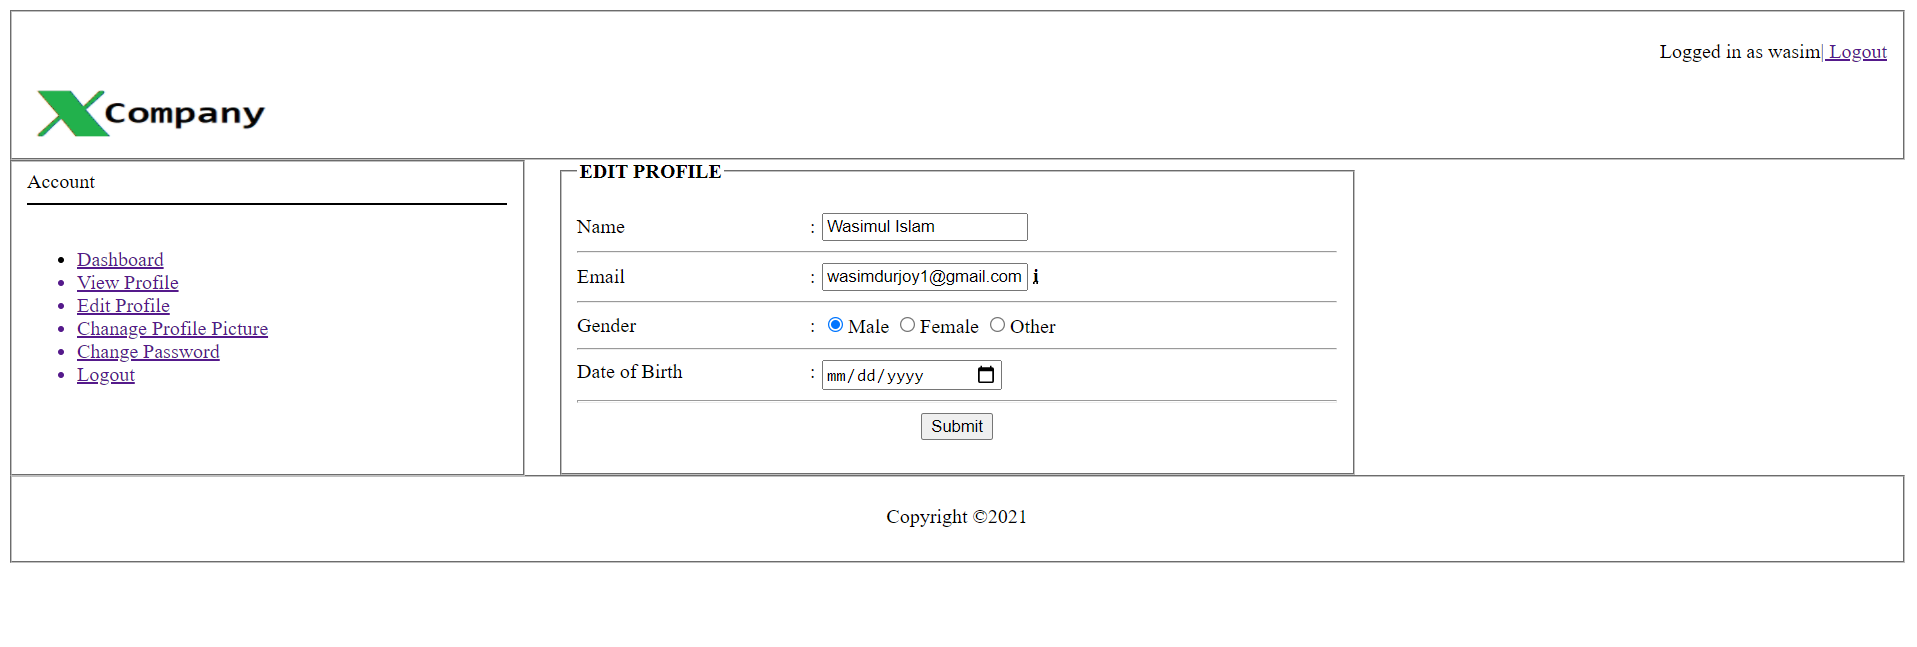 Logged in as wasim| Logout
XCompany
Account
Dashboard
View Profile
Edit Profile
Chanage Profile Picture
Change Password
Logout
EDIT PROFILE
Name : Wasimul Islam
Email : wasimdurjoy1@gmail.com i
Gender : Male Female Other
Date of Birth : mm/dd/yyyy
Submit
Copyright ©2021